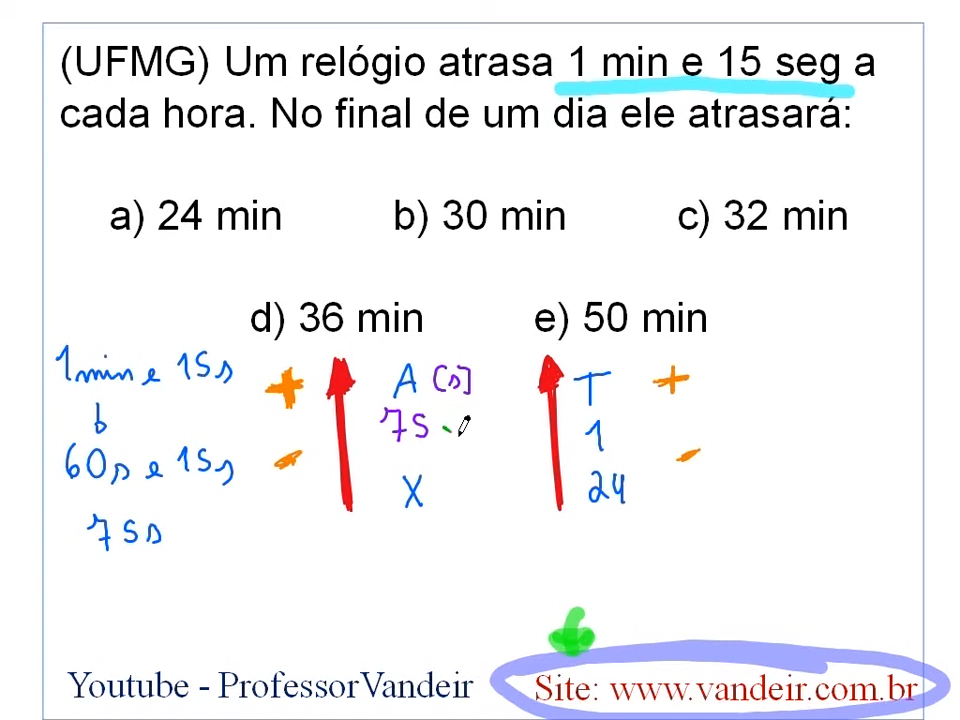 (UFMG) Um relógio atrasa 1 min e 15 seg a
cada hora. No final de um dia ele atrasará:
a) 24 min b) 30 min c) 32 min
d) 36 min e) 50 min
1min e 15s + A [s] T +
75 1
60s e 15s - X 24 -
75s
Youtube - ProfessorVandeir Site: www.vandeir.com.br